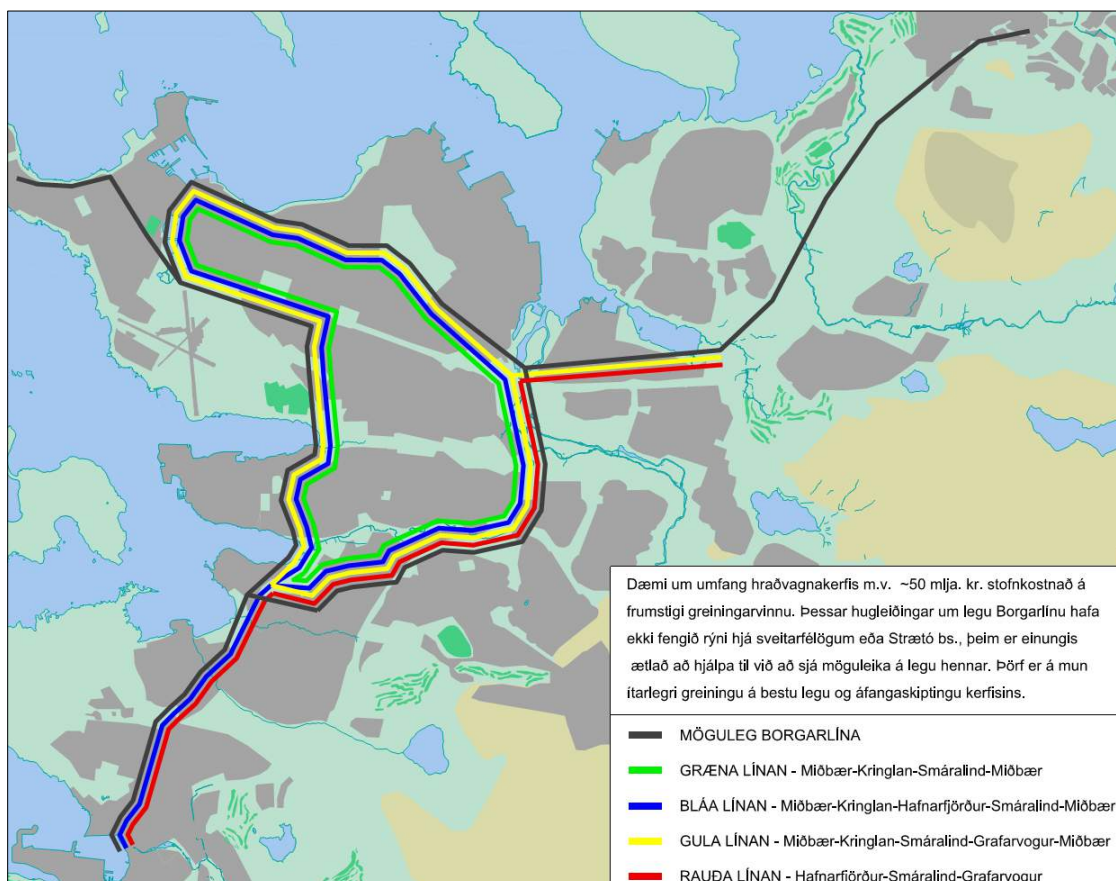 Dæmi um umfang hraðvagnakerfis m.v. ~50 mlja. kr. stofnkostnað á
frumstigi greiningarvinnu. Þessar hugleiðingar um legu Borgarlínu hafa
ekki fengið rýni hjá sveitarfélögum eða Strætó bs., þeim er einungis
ætlað að hjálpa til við að sjá möguleika á legu hennar. Þörf er á mun
ítarlegri greiningu á bestu legu og áfangaskiptingu kerfisins.
MÖGULEG BORGARLÍNA
GRÆNA LÍNAN - Miðbær-Kringlan-Smáralind-Miðbær
BLÁA LÍNAN - Miðbær-Kringlan-Hafnarfjörður-Smáralind-Miðbær
GULA LÍNAN - Miðbær-Kringlan-Smáralind-Grafarvogur-Miðbær
RAUÐA LÍNAN - Hafnarfjörður-Smáralind-Grafarvogur